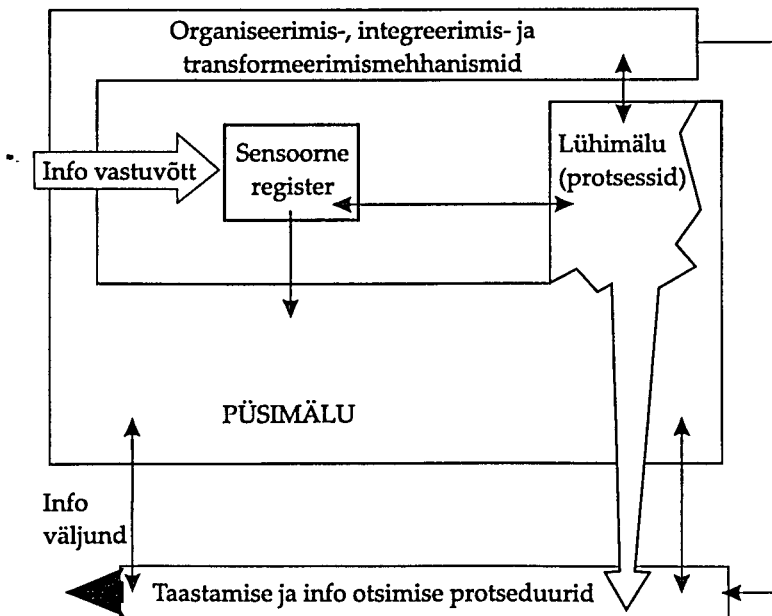 Organiseerimis-, integreerimis- ja
transformeerimismehhanismid
Info vastuvõtt
Sensoorne
register
Lühimälu
(protsessid)
PÜSIMÄLU
Info
väljund
Taastamise ja info otsimise protseduurid